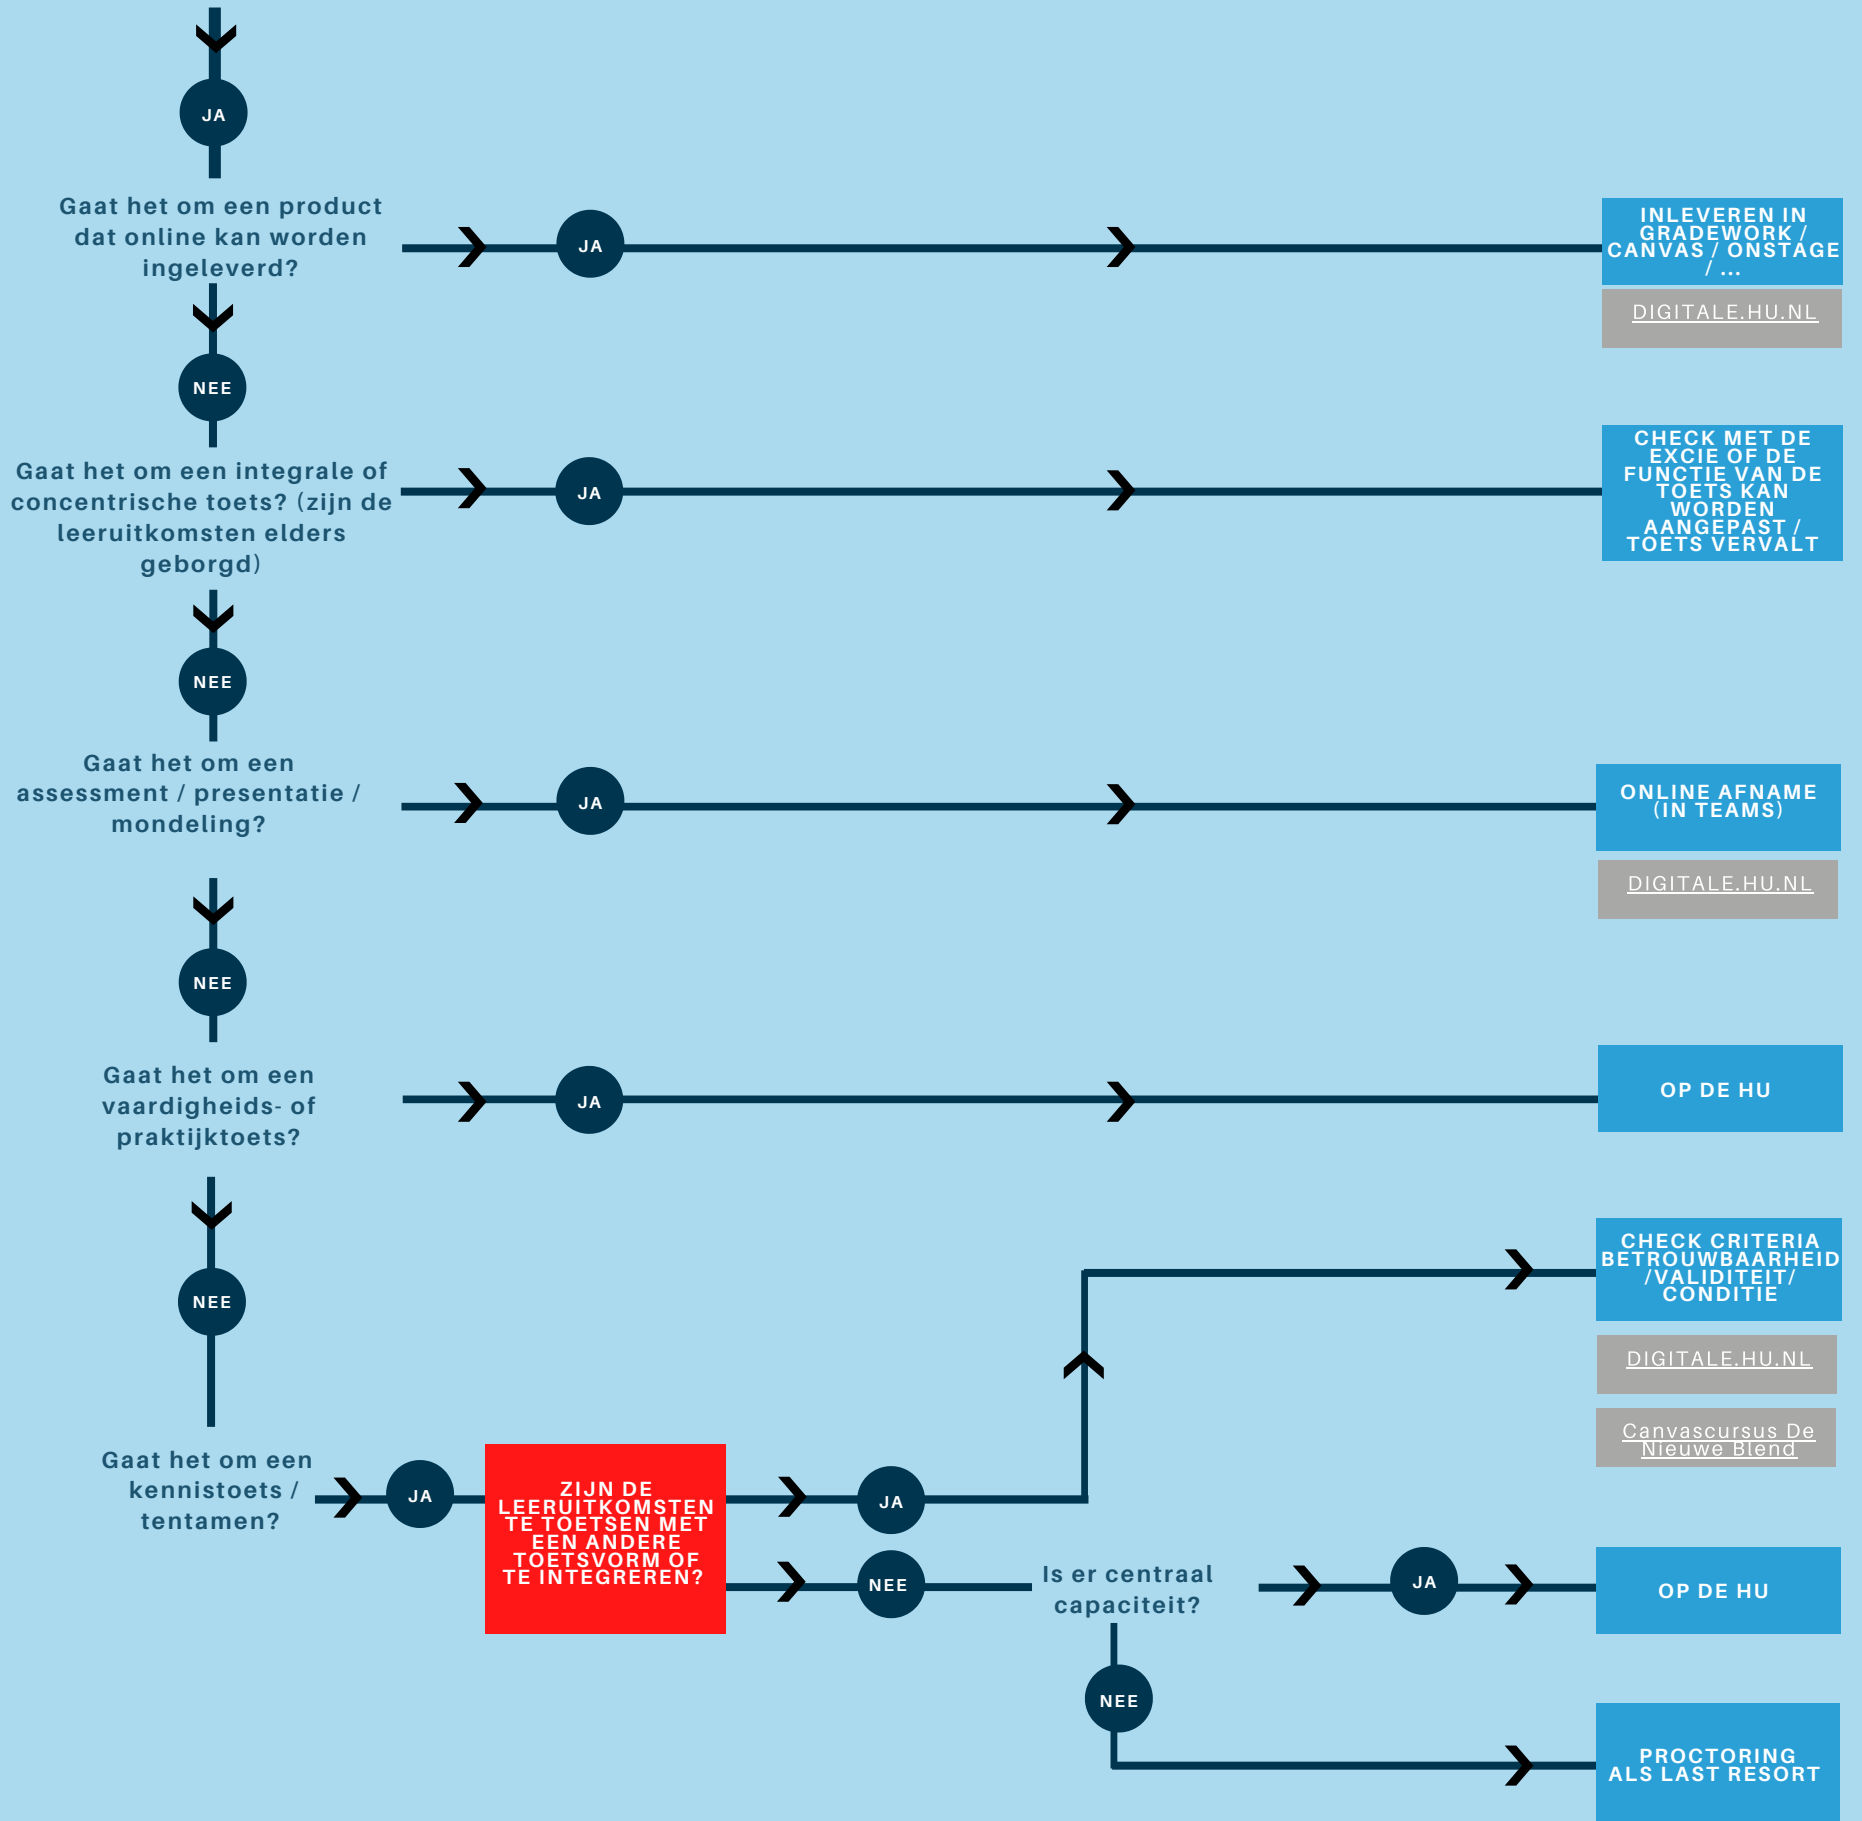 JA
Gaat het om een product
dat online kan worden
ingeleverd?
JA
INLEVEREN IN
GRADEWORK /
CANVAS / ONSTAGE
/ ...
DIGITALE.HU.NL
NEE
Gaat het om een integrale of
concentrische toets? (zijn de
leeruitkomsten elders
geborgd)
JA
CHECK MET DE
EXCIE OF DE
FUNCTIE VAN DE
TOETS KAN
WORDEN
AANGEPAST /
TOETS VERVALT
NEE
Gaat het om een
assessment / presentatie /
mondeling?
JA
ONLINE AFNAME
(IN TEAMS)
DIGITALE.HU.NL
NEE
Gaat het om een
vaardigheids- of
praktijktoets?
JA
OP DE HU
NEE
CHECK CRITERIA
BETROUWBAARHEID
/VALIDITEIT/
CONDITIE
DIGITALE.HU.NL
Canvascursus De
Nieuwe Blend
Gaat het om een
kennistoets /
tentamen?
JA
ZIJN DE
LEERUITKOMSTEN
TE TOETSEN MET
EEN ANDERE
TOETSVORM OF
TE INTEGREREN?
JA
NEE
Is er centraal
capaciteit?
JA
OP DE HU
NEE
PROCTORING
ALS LAST RESORT